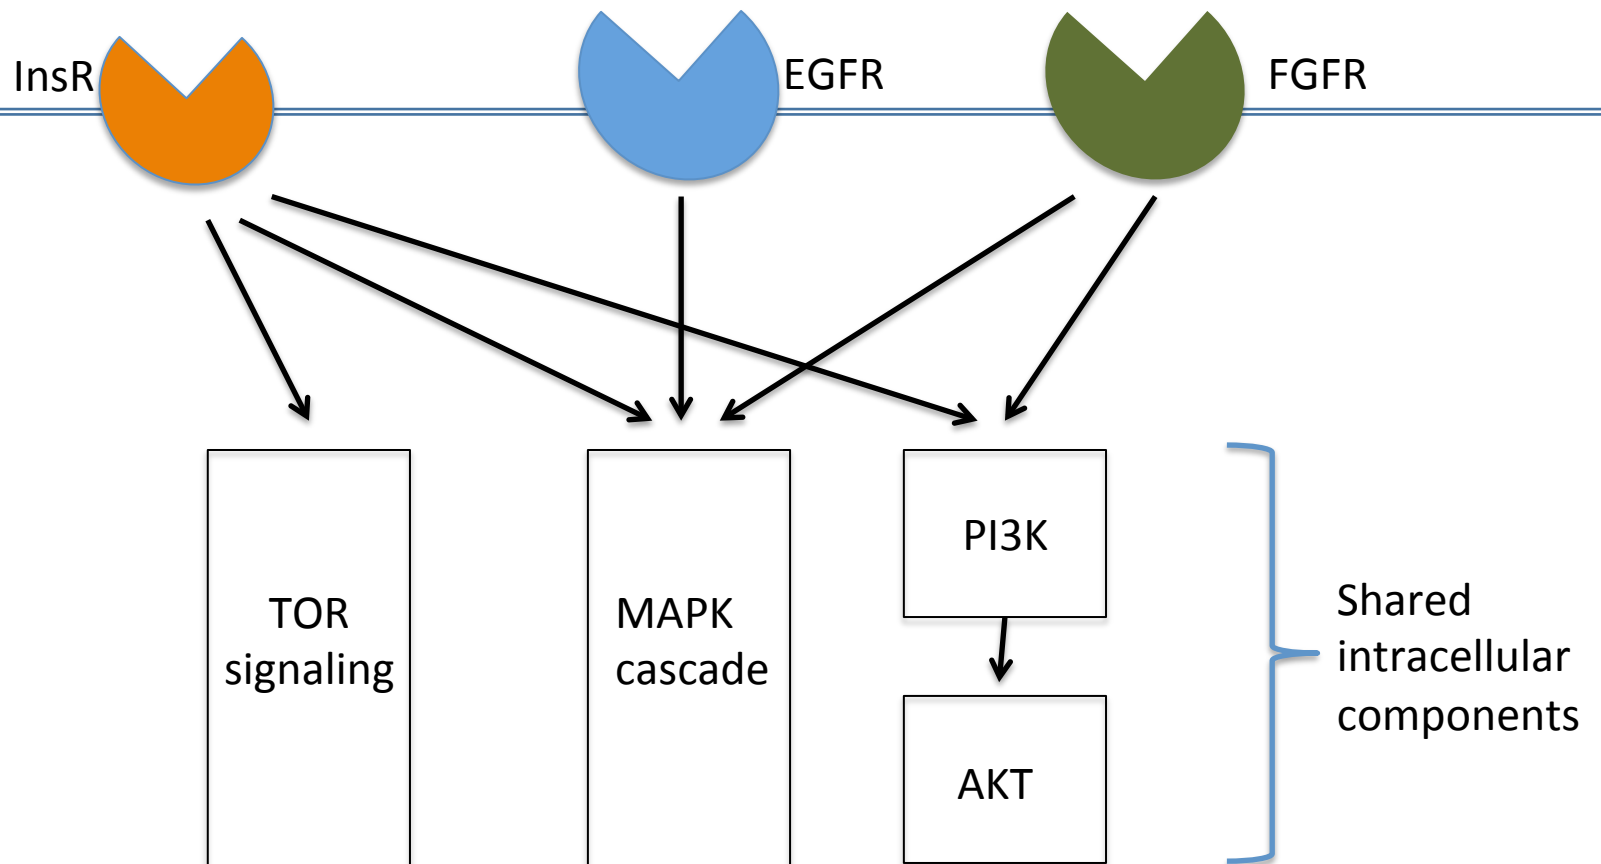 InsR
EGFR
FGFR
TOR
signaling
MAPK
cascade
PI3K
AKT
Shared
intracellular
components